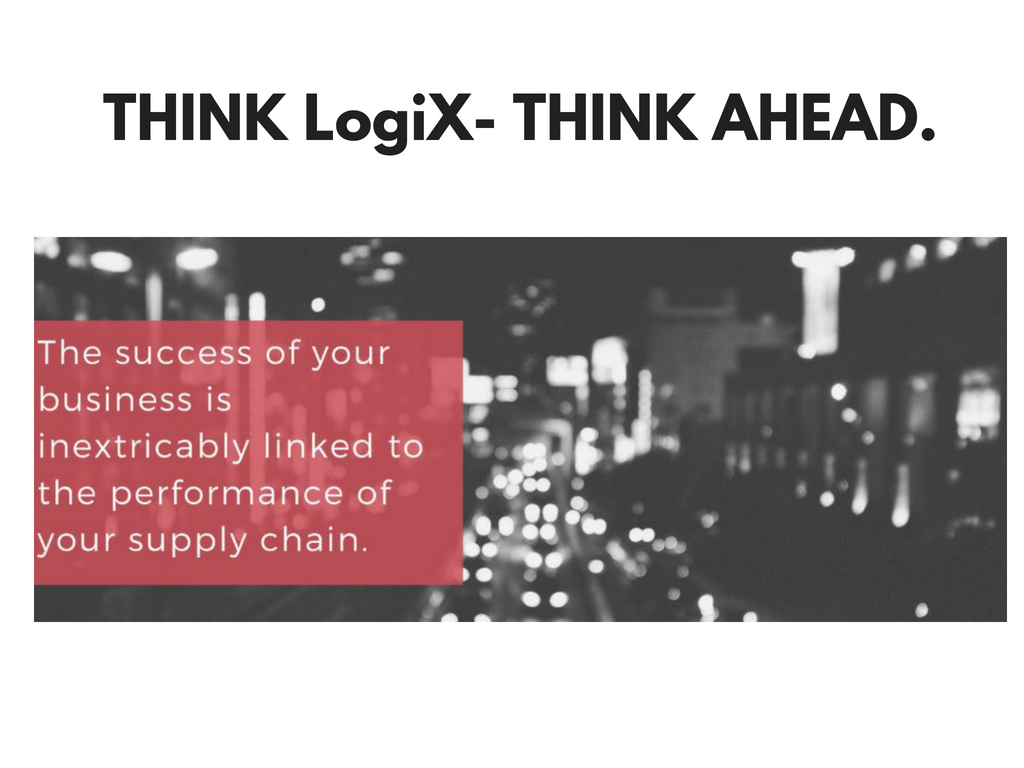 THINK LogiX- THINK AHEAD.
The success of your
business is
inextricably linked to
the performance of
your supply chain.